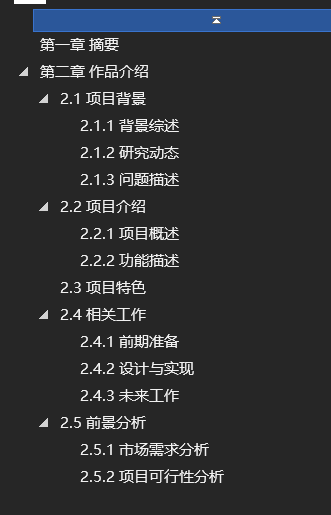 第一章 摘要
第二章 作品介绍
2.1 项目背景
2.1.1 背景综述
2.1.2 研究动态
2.1.3 问题描述
2.2 项目介绍
2.2.1 项目概述
2.2.2 功能描述
2.3 项目特色
2.4 相关工作
2.4.1 前期准备
2.4.2 设计与实现
2.4.3 未来工作
2.5 前景分析
2.5.1 市场需求分析
2.5.2 项目可行性分析